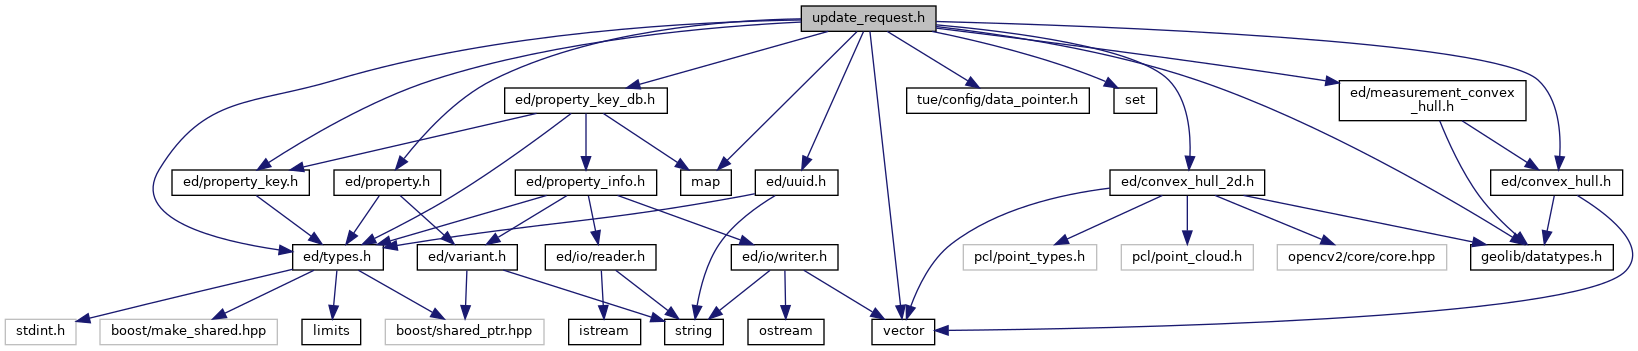 update_request.h
ed/property_key_db.h
tue/config/data_pointer.h
set
ed/measurement_convex
_hull.h
ed/property_key.h
ed/property.h
ed/property_info.h
map
ed/uuid.h
ed/convex_hull_2d.h
ed/convex_hull.h
ed/types.h
ed/variant.h
ed/io/reader.h
ed/io/writer.h
pcl/point_types.h
pcl/point_cloud.h
opencv2/core/core.hpp
geolib/datatypes.h
stdint.h
boost/make_shared.hpp
limits
boost/shared_ptr.hpp
istream
string
ostream
vector